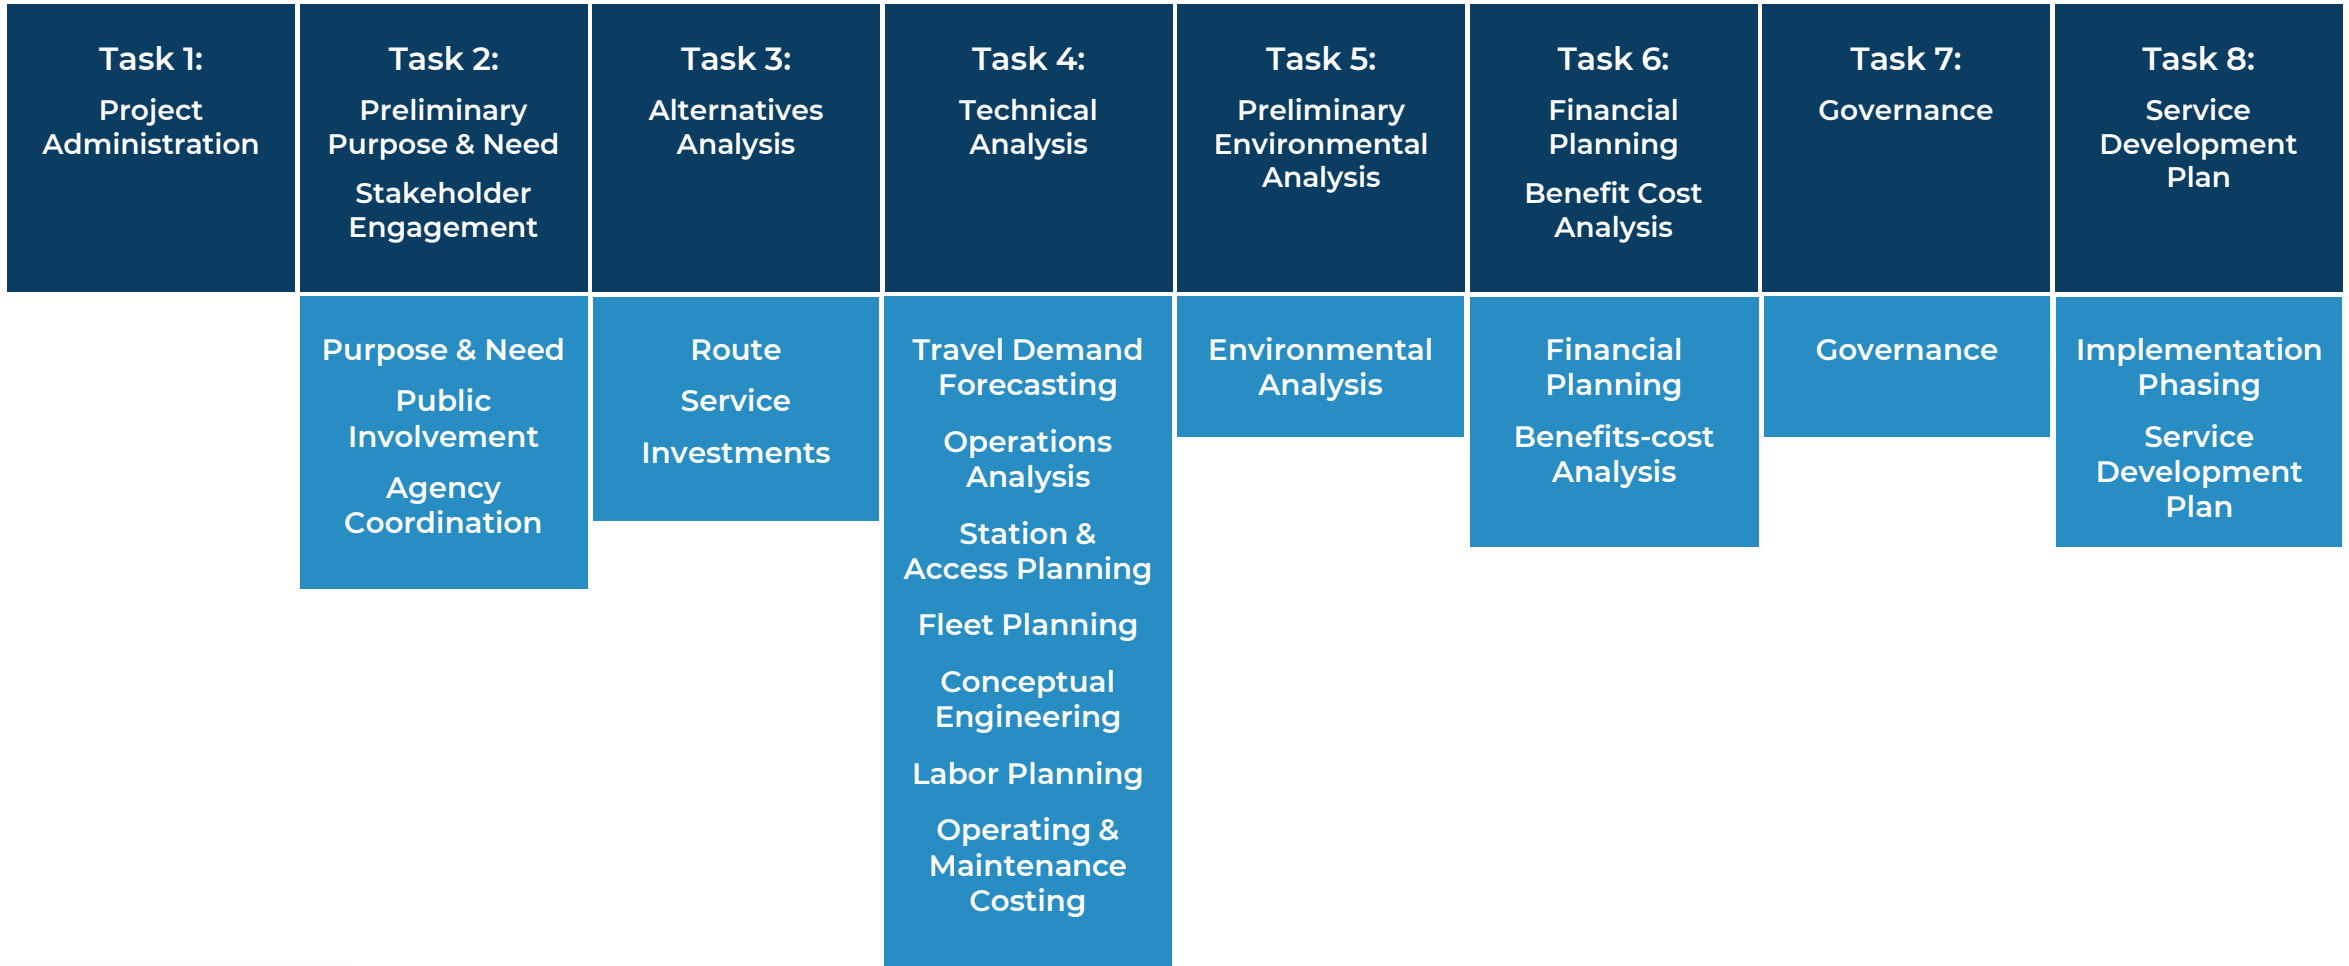 Task 1:
Project
Administration
Task 2:
Preliminary
Purpose & Need
Stakeholder
Engagement
Task 3:
Alternatives
Analysis
Task 4:
Technical
Analysis
Task 5:
Preliminary
Environmental
Analysis
Task 6:
Financial
Planning
Benefit Cost
Analysis
Task 7:
Governance
Task 8:
Service
Development
Plan
Purpose & Need
Public
Involvement
Agency
Coordination
Route
Service
Investments
Travel Demand
Forecasting
Operations
Analysis
Station &
Access Planning
Fleet Planning
Conceptual
Engineering
Labor Planning
Operating &
Maintenance
Costing
Environmental
Analysis
Financial
Planning
Benefits-cost
Analysis
Governance
Implementation
Phasing
Service
Development
Plan